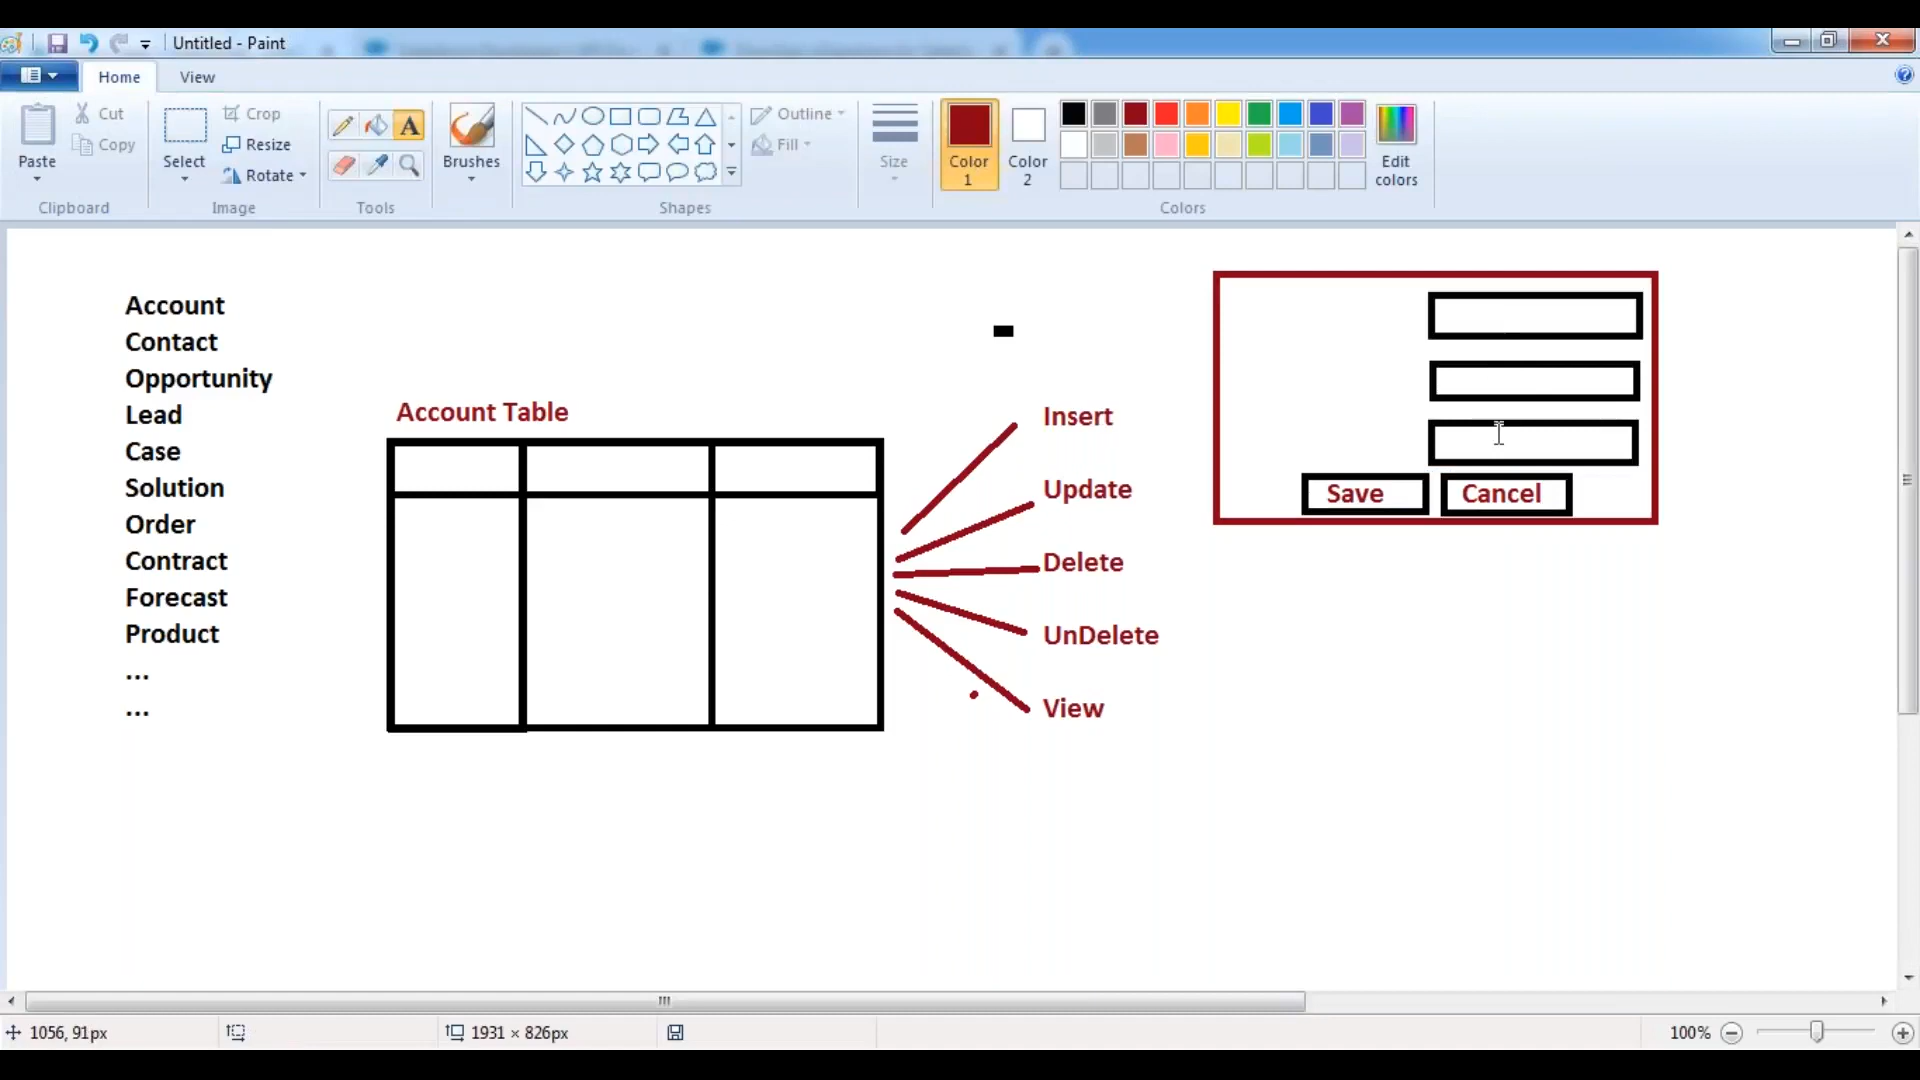 Untitled - Paint
Home
View
Paste
Cut
Copy
Clipboard
Select
Crop
Resize
Rotate
Image
A
Tools
Brushes
Shapes
Outline
Fill
Size
Color 1
Color 2
Edit colors
Colors
Account
Contact
Opportunity
Lead
Case
Solution
Order
Contract
Forecast
Product
...
...
Account Table
Insert
Update
Delete
UnDelete
View
Save
Cancel
1056, 91px
1931 × 826px
100%